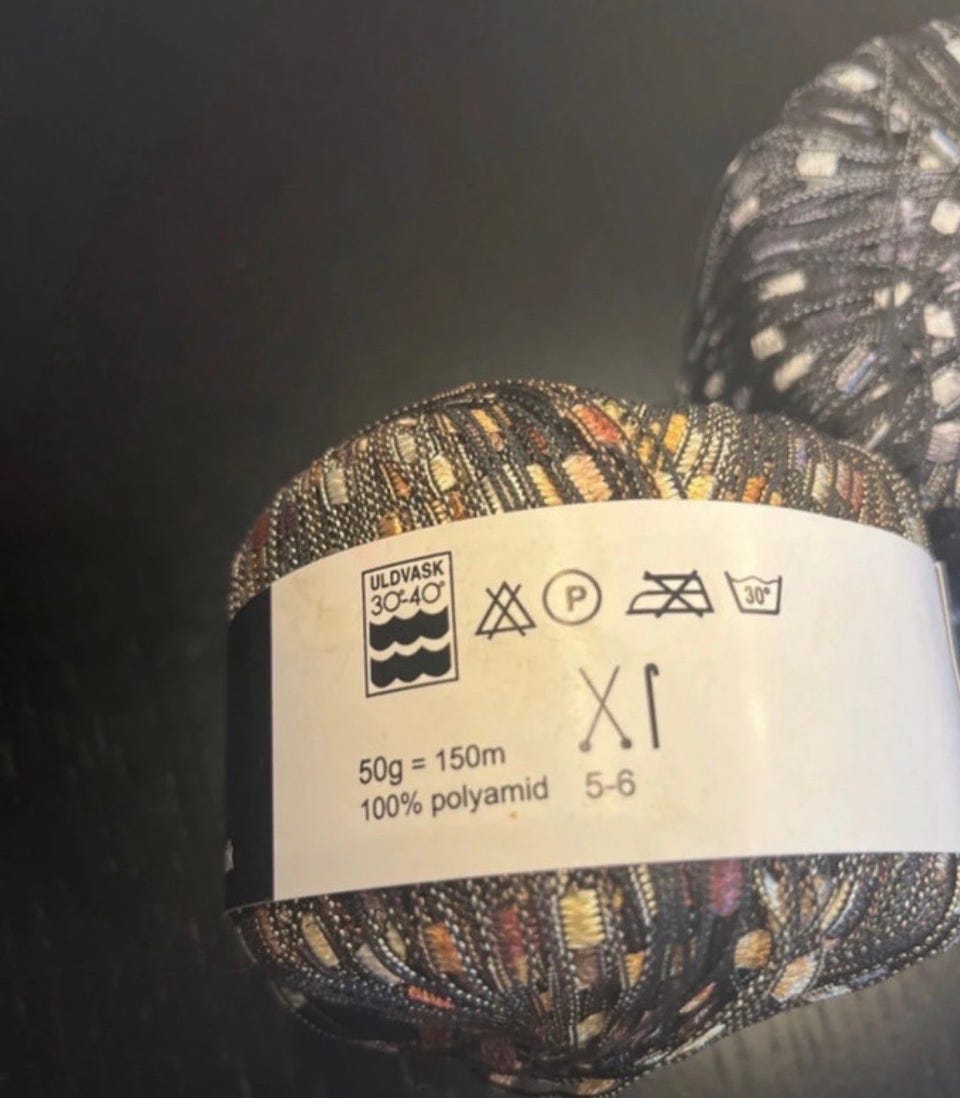 ULDVASK
30°-40°
P
30°
50g = 150m
100% polyamid
5-6